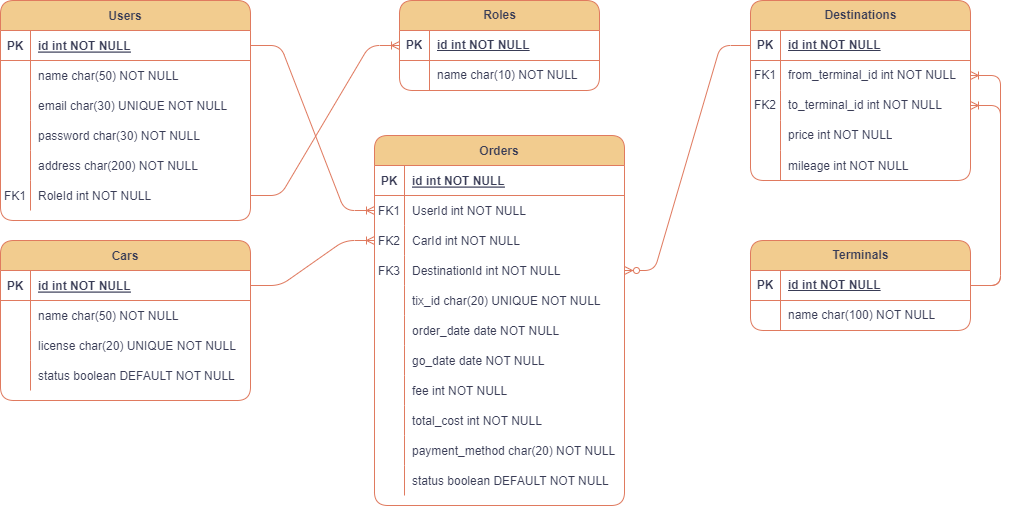 Users
PK id int NOT NULL
name char(50) NOT NULL
email char(30) UNIQUE NOT NULL
password char(30) NOT NULL
address char(200) NOT NULL
FK1 RoleId int NOT NULL
Roles
PK id int NOT NULL
name char(10) NOT NULL
Destinations
PK id int NOT NULL
FK1 from_terminal_id int NOT NULL
FK2 to_terminal_id int NOT NULL
price int NOT NULL
mileage int NOT NULL
Orders
PK id int NOT NULL
FK1 UserId int NOT NULL
FK2 CarId int NOT NULL
FK3 DestinationId int NOT NULL
tix_id char(20) UNIQUE NOT NULL
order_date date NOT NULL
go_date date NOT NULL
fee int NOT NULL
total_cost int NOT NULL
payment_method char(20) NOT NULL
status boolean DEFAULT NOT NULL
Cars
PK id int NOT NULL
name char(50) NOT NULL
license char(20) UNIQUE NOT NULL
status boolean DEFAULT NOT NULL
Terminals
PK id int NOT NULL
name char(100) NOT NULL